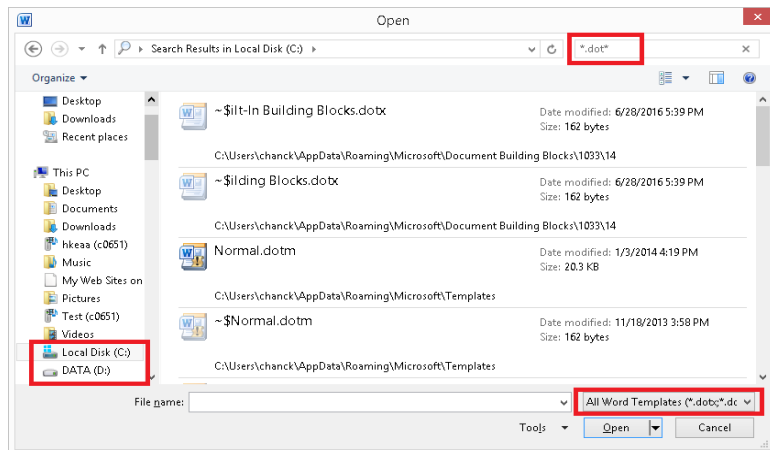 Open
Search Results in Local Disk (C:)
*.dot*
Organize
Desktop
Downloads
Recent places
This PC
Desktop
Documents
Downloads
hkeaa (c0651)
Music
My Web Sites on
Pictures
Test (c0651)
Videos
Local Disk (C:)
DATA (D:)
~$ilt-In Building Blocks.dotx
Date modified: 6/28/2016 5:39 PM
Size: 162 bytes
C:\Users\chanck\AppData\Roaming\Microsoft\Document Building Blocks\1033\14
~$ilding Blocks.dotx
Date modified: 6/28/2016 5:39 PM
Size: 162 bytes
C:\Users\chanck\AppData\Roaming\Microsoft\Document Building Blocks\1033\14
Normal.dotm
Date modified: 1/3/2014 4:19 PM
Size: 20.3 KB
C:\Users\chanck\AppData\Roaming\Microsoft\Templates
~$Normal.dotm
Date modified: 11/18/2013 3:58 PM
Size: 162 bytes
C:\Users\chanck\AppData\Roaming\Microsoft\Templates
File name:
All Word Templates (*.dotx;*.dc
Tools
Open
Cancel